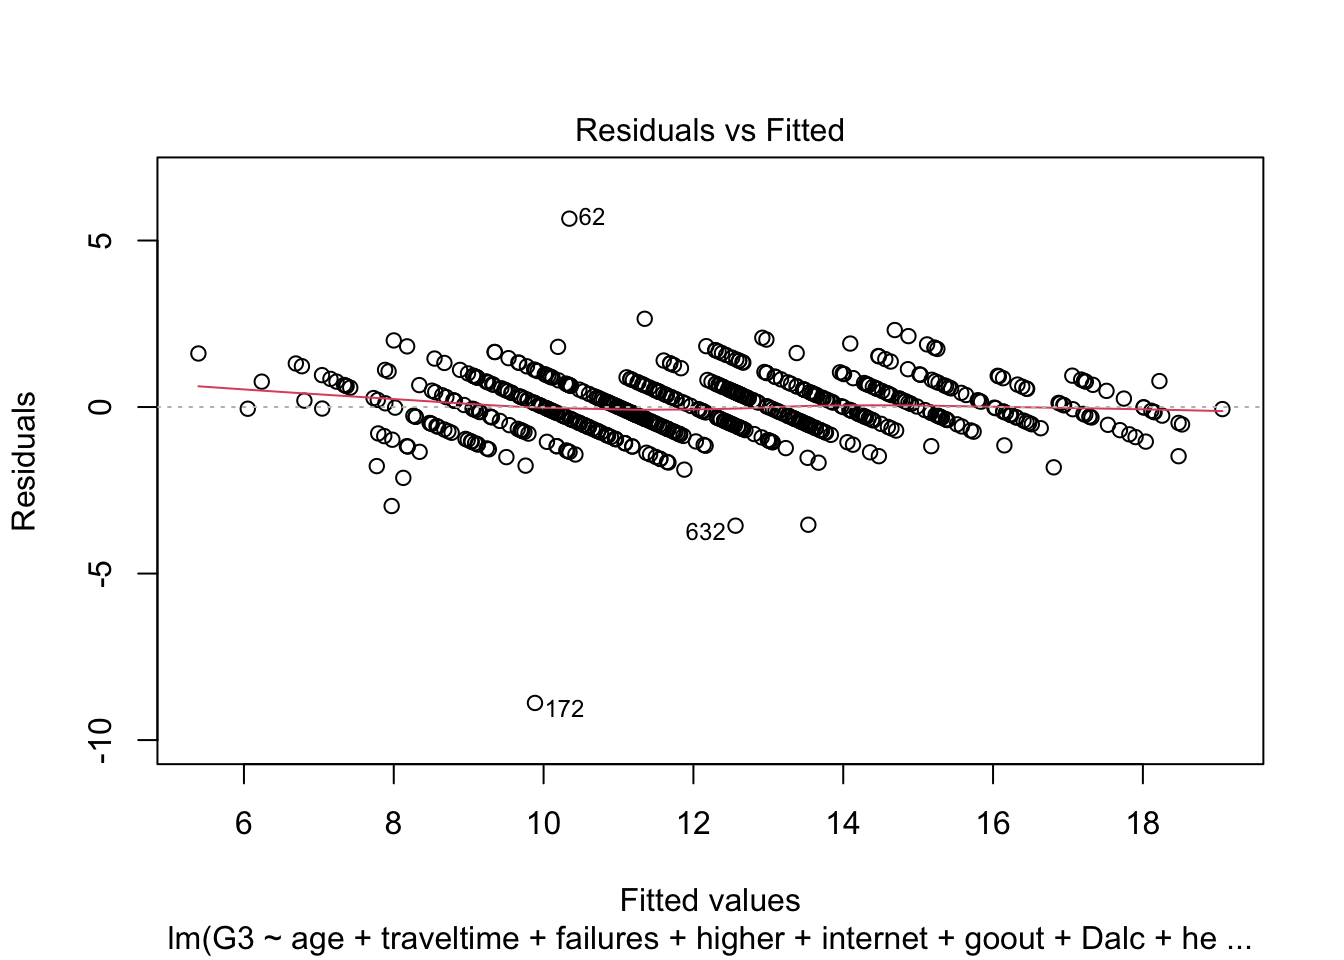 Residuals vs Fitted
Residuals
5
0
-5
-10
62
632
172
6 8 10 12 14 16 18
Fitted values
lm(G3 ~ age + traveltime + failures + higher + internet + goout + Dalc + he ...